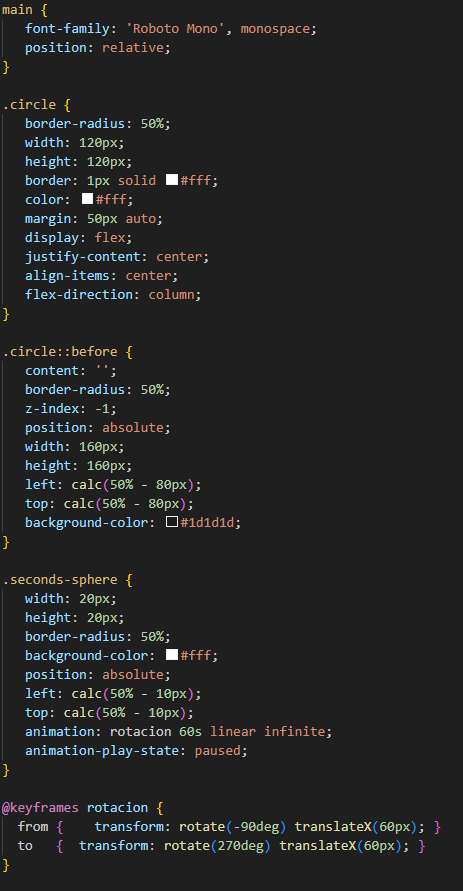 main {
font-family: 'Roboto Mono', monospace;
position: relative;
}
.circle {
border-radius: 50%;
width: 120px;
height: 120px;
border: 1px solid #fff;
color: #fff;
margin: 50px auto;
display: flex;
justify-content: center;
align-items: center;
flex-direction: column;
}
.circle::before {
content: '';
border-radius: 50%;
z-index: -1;
position: absolute;
width: 160px;
height: 160px;
left: calc(50% - 80px);
top: calc(50% - 80px);
background-color: #1d1d1d;
}
.seconds-sphere {
width: 20px;
height: 20px;
border-radius: 50%;
background-color: #fff;
position: absolute;
left: calc(50% - 10px);
top: calc(50% - 10px);
animation: rotacion 60s linear infinite;
animation-play-state: paused;
}
@keyframes rotacion {
from {    transform: rotate(-90deg) translateX(60px); }
to   {  transform: rotate(270deg) translateX(60px); }
}